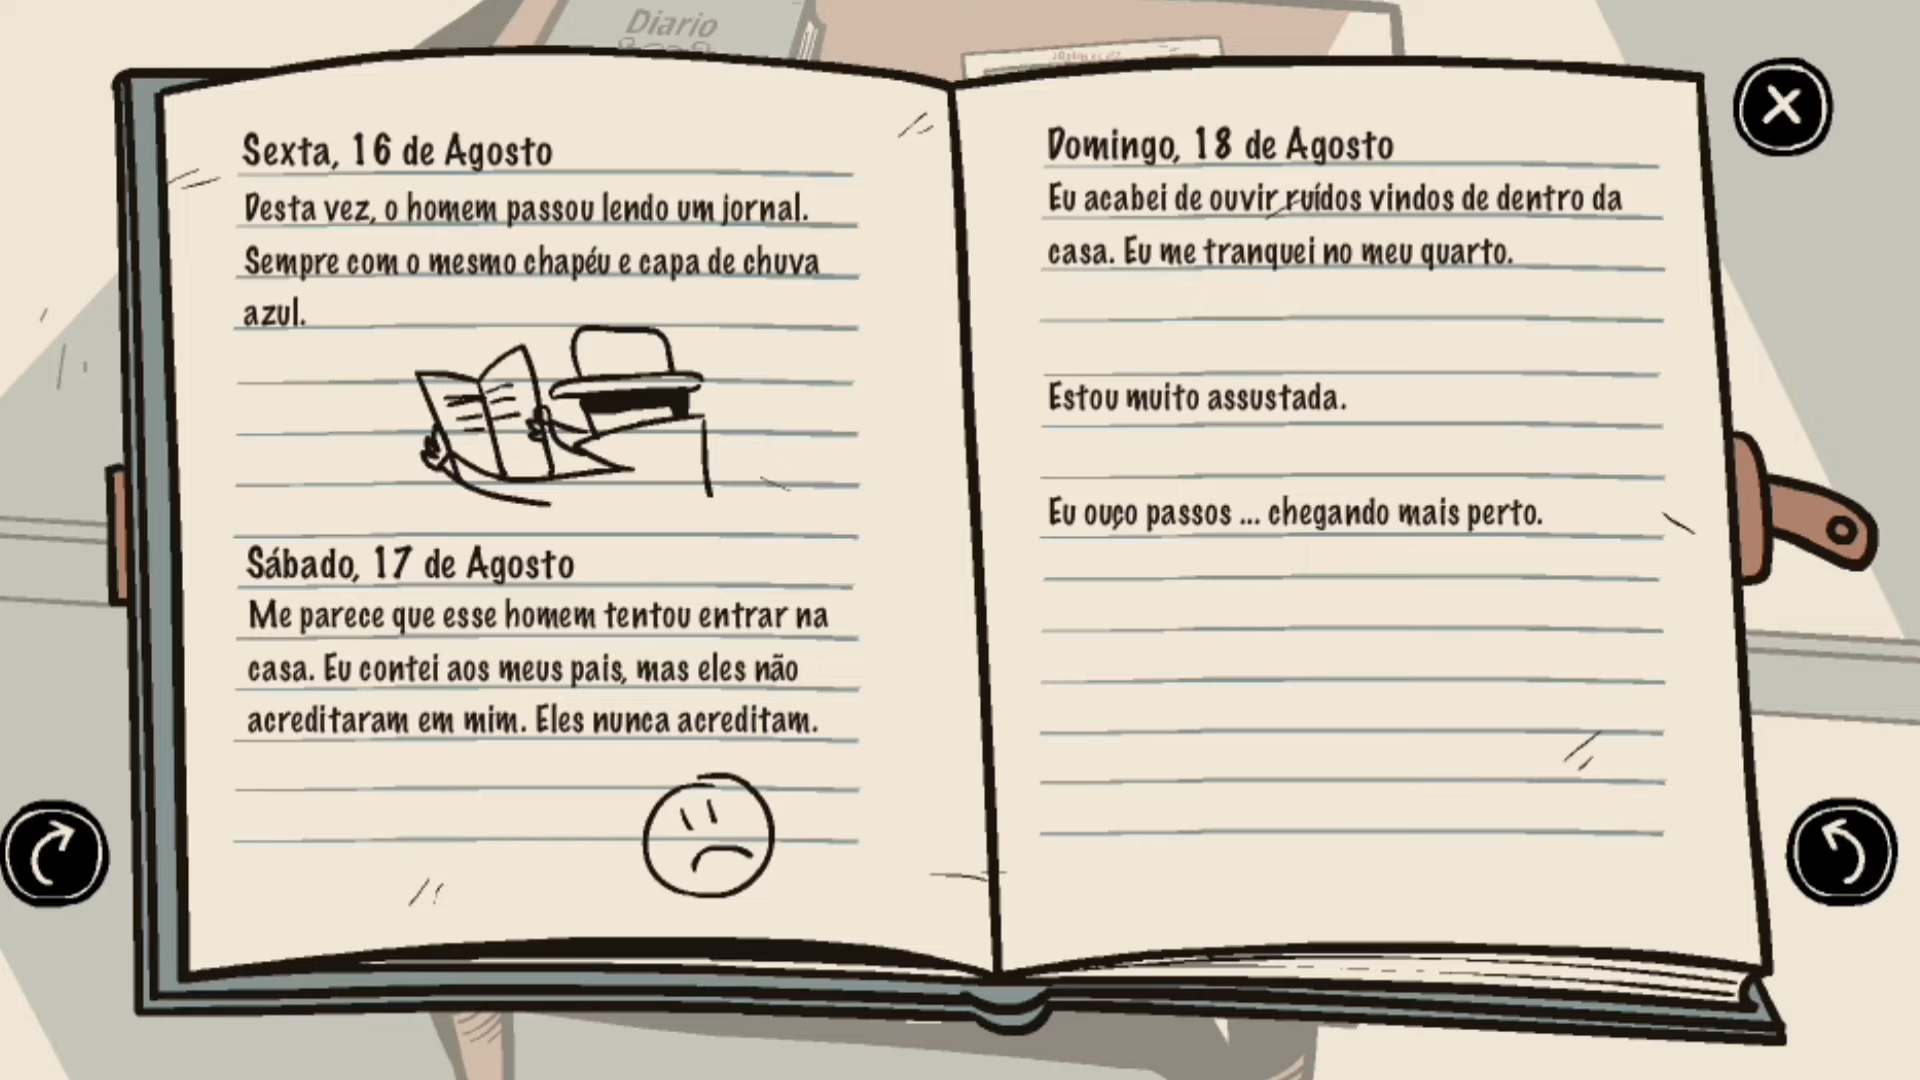 Diario
Sexta, 16 de Agosto
Desta vez, o homem passou lendo um jornal.
Sempre com o mesmo chapéu e capa de chuva
azul.
Sábado, 17 de Agosto
Me parece que esse homem tentou entrar na
casa. Eu contei aos meus pais, mas eles não
acreditaram em mim. Eles nunca acreditam.
Domingo, 18 de Agosto
Eu acabei de ouvir ruídos vindos de dentro da
casa. Eu me tranquei no meu quarto.
Estou muito assustada.
Eu ouço passos ... chegando mais perto.